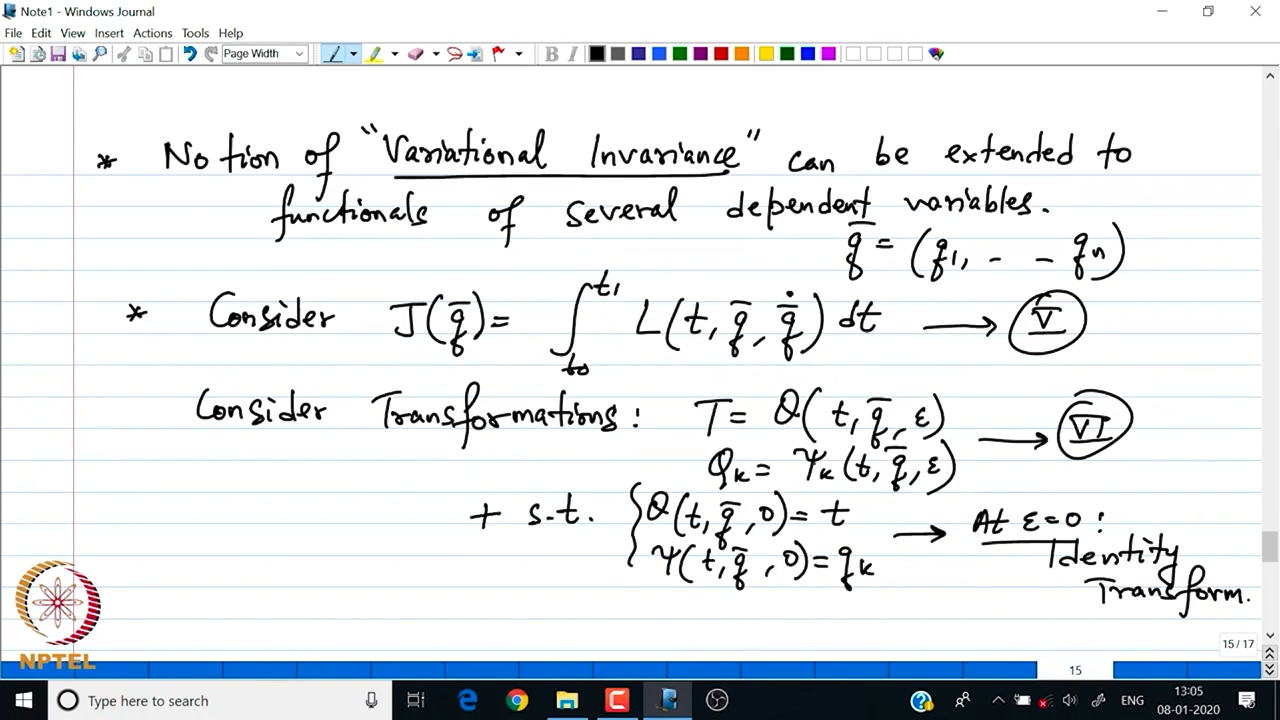 Note1 - Windows Journal
File Edit View Insert Actions Tools Help
Page Width
* Notion of "Variational Invariance" can be extended to
functionals of several dependent variables.
q̄ = (q1, - - qn)
* Consider J(q̄) = ∫_{t0}^{t1} L(t, q̄, q̄̇) dt → V
Consider Transformations : T = θ(t, q̄, ε)
Qk = Ψk(t, q̄, ε) → VI
+ s.t. { θ(t, q̄, 0) = t
Ψ(t, q̄, 0) = qk → At ε=0 :
Identity
Transform.
NPTEL
15 / 17
15
Type here to search
ENG
13:05
08-01-2020